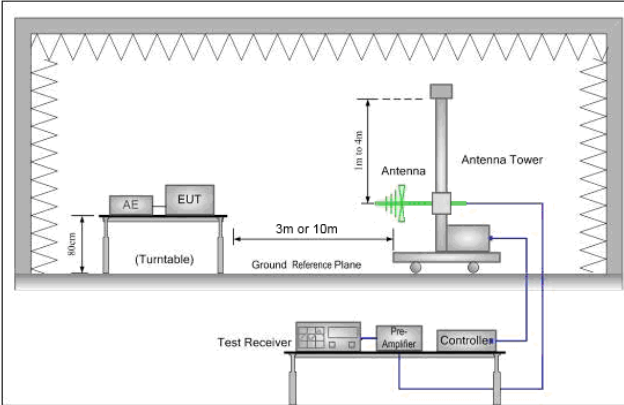 1m to 4m
Antenna
Antenna Tower
AE
EUT
3m or 10m
80cm
(Turntable)
Ground Reference Plane
Test Receiver
Pre-
Amplifier
Controller